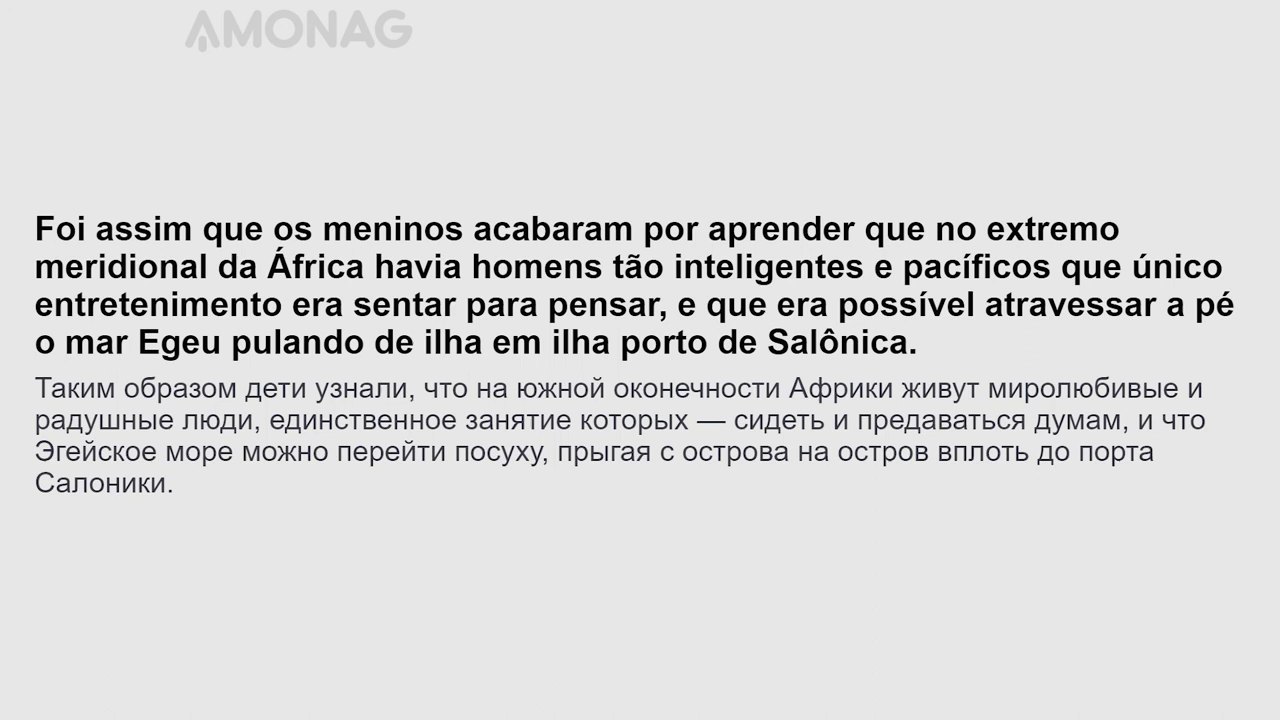 AMONAG
Foi assim que os meninos acabaram por aprender que no extremo
meridional da África havia homens tão inteligentes e pacíficos que único
entretenimento era sentar para pensar, e que era possível atravessar a pé
o mar Egeu pulando de ilha em ilha porto de Salônica.
Таким образом дети узнали, что на южной оконечности Африки живут миролюбивые и
радушные люди, единственное занятие которых — сидеть и предаваться думам, и что
Эгейское море можно перейти посуху, прыгая с острова на остров вплоть до порта
Салоники.